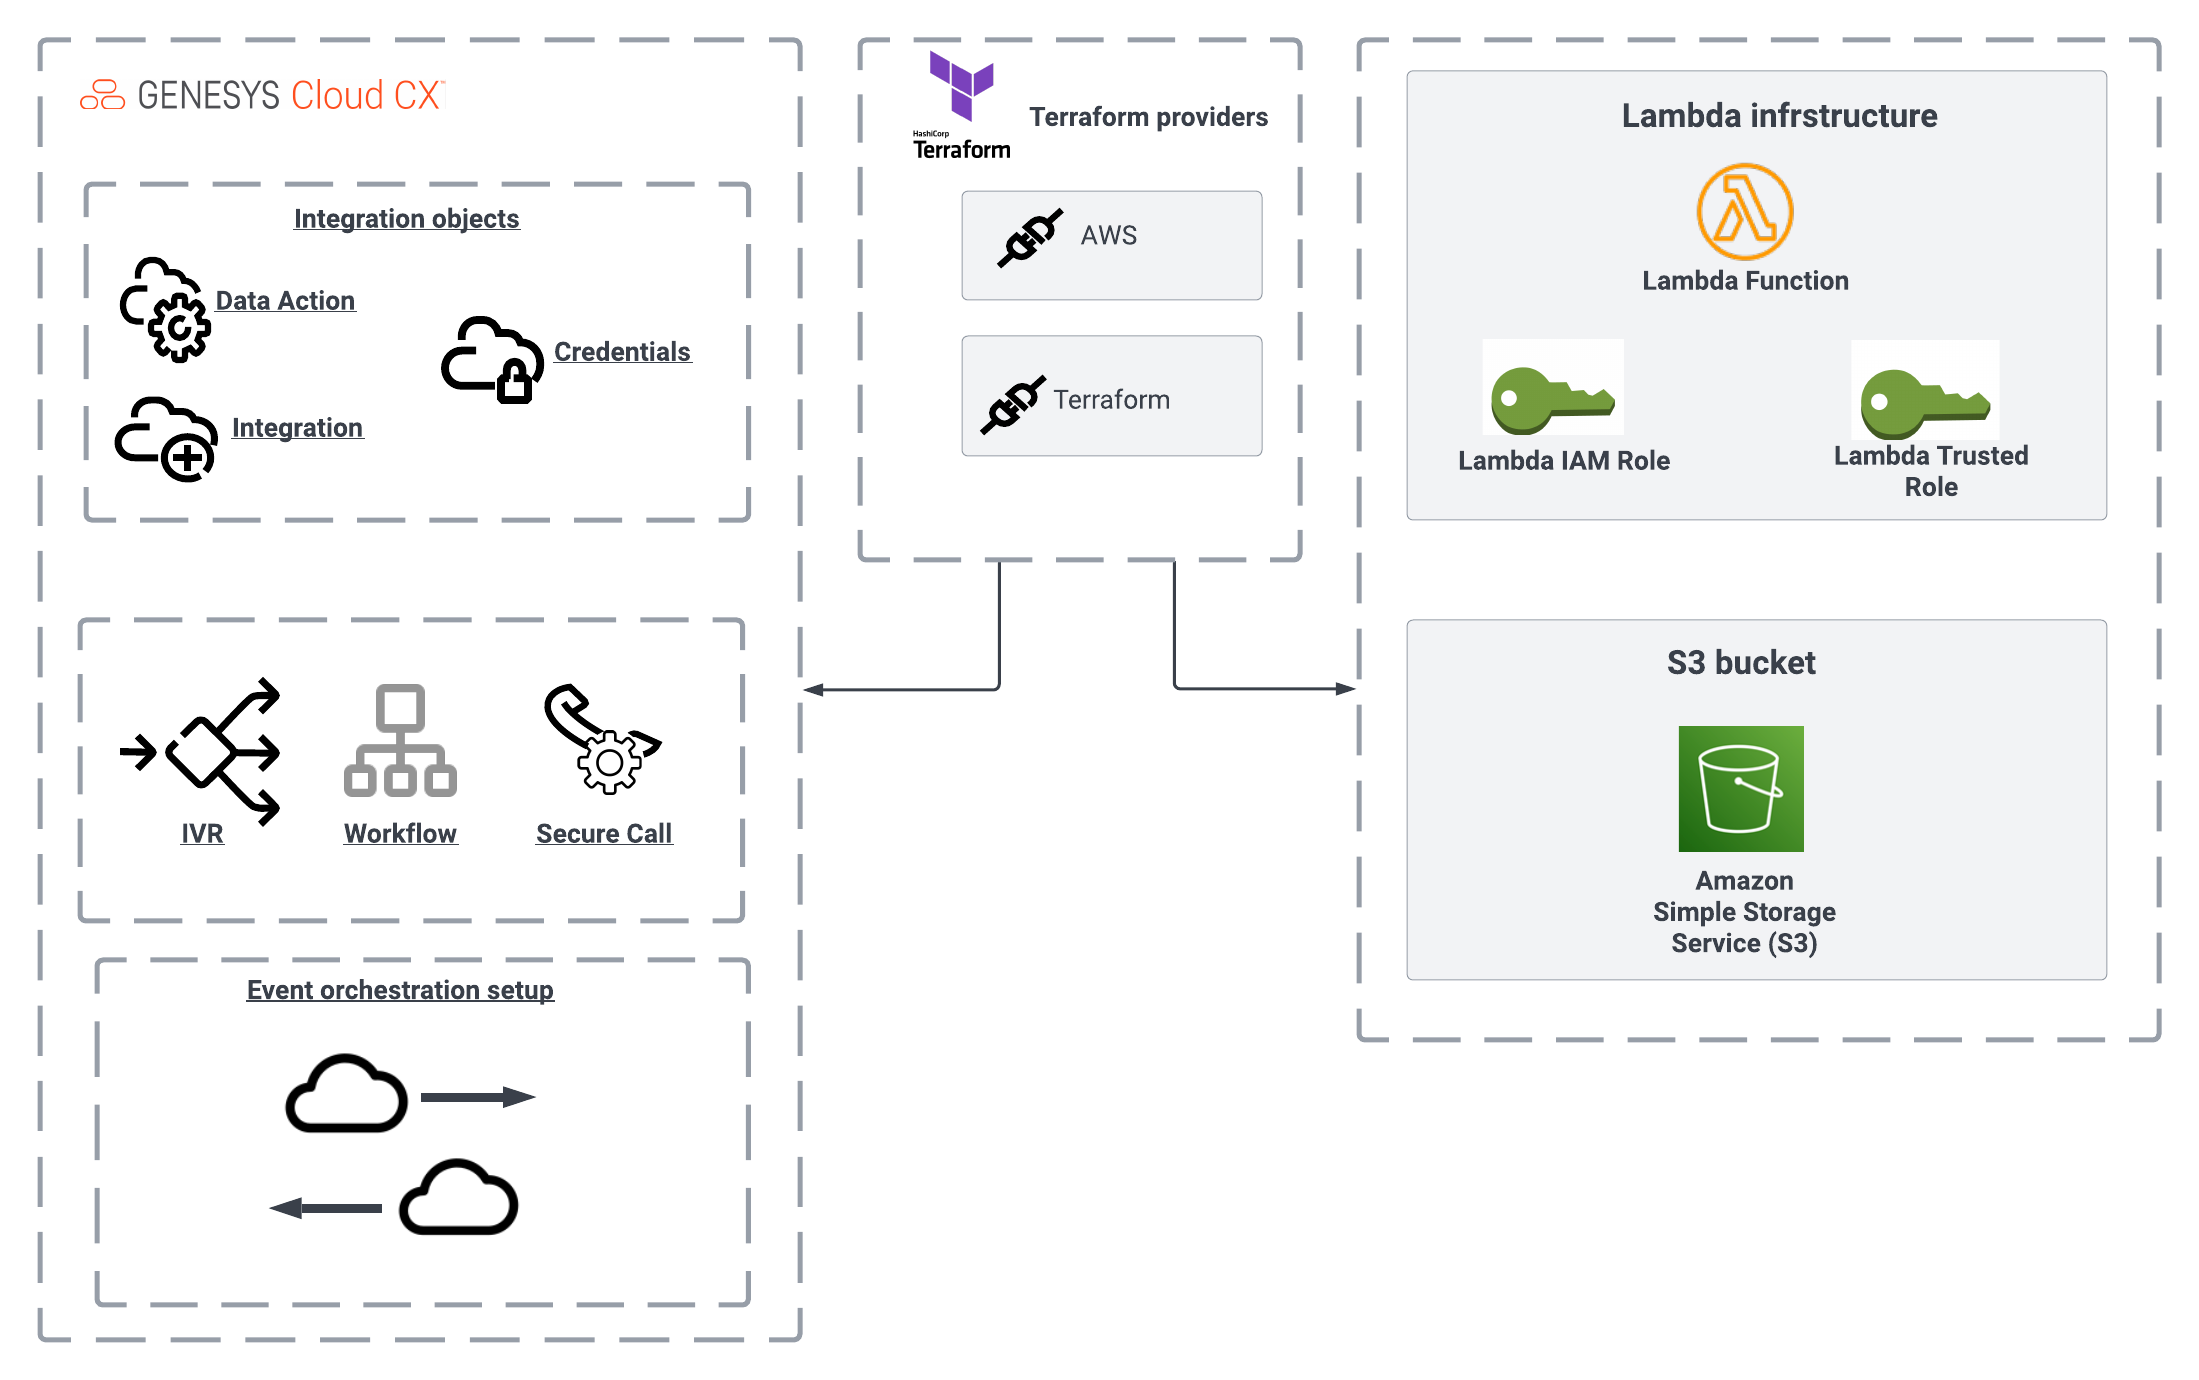 GENESYS Cloud CX™
Integration objects
Data Action
Credentials
Integration
IVR
Workflow
Secure Call
Event orchestration setup
HashiCorp
Terraform
Terraform providers
AWS
Terraform
Lambda infrstructure
Lambda Function
Lambda IAM Role
Lambda Trusted
Role
S3 bucket
Amazon
Simple Storage
Service (S3)